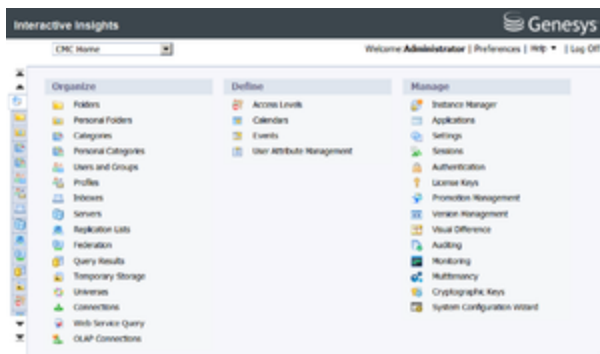 Interactive Insights
Genesys
CMC Home
Welcome: Administrator | Preferences | Help | Log Off
Organize
Folders
Personal Folders
Categories
Personal Categories
Users and Groups
Profiles
Inboxes
Servers
Replication Lists
Federation
Query Results
Temporary Storage
Universes
Connections
Web Service Query
OLAP Connections
Define
Access Levels
Calendars
Events
User Attribute Management
Manage
Instance Manager
Applications
Settings
Sessions
Authentication
License Keys
Promotion Management
Version Management
Visual Difference
Auditing
Monitoring
Multitenancy
Cryptographic Keys
System Configuration Wizard